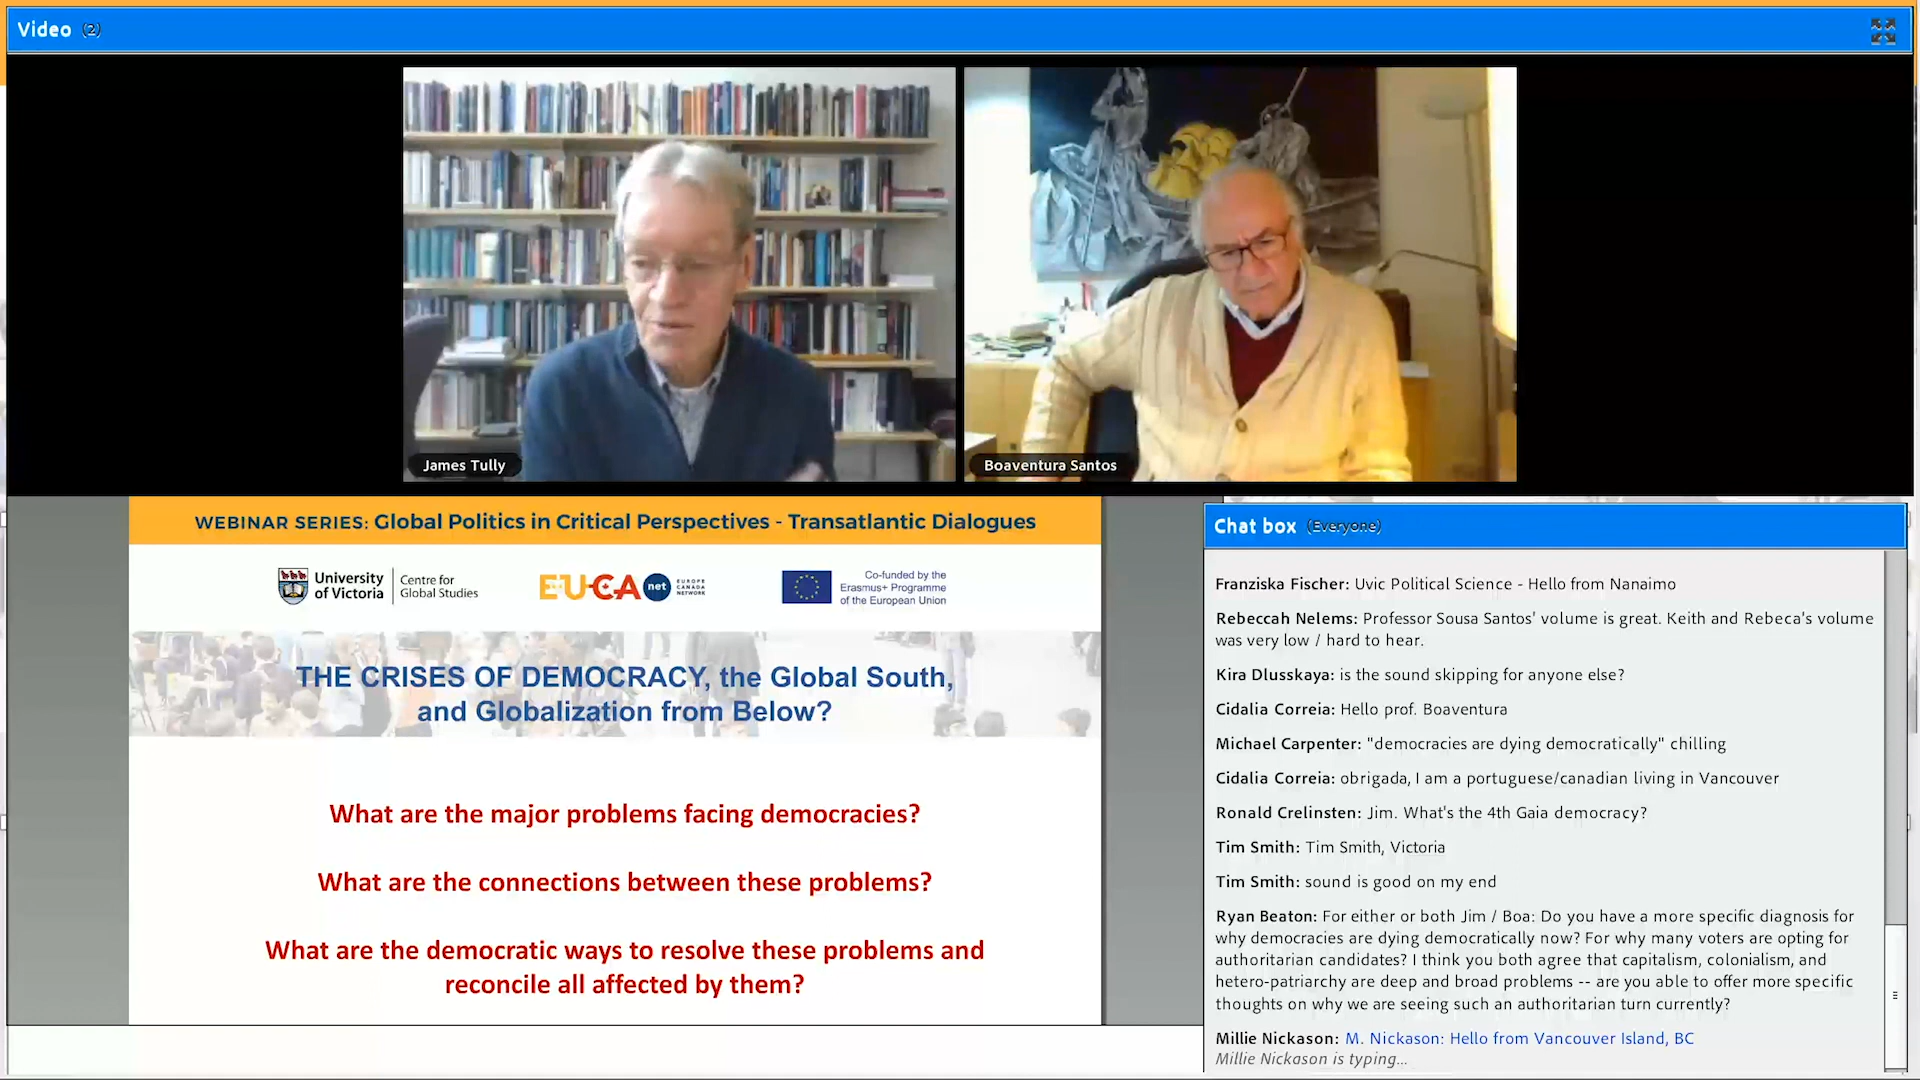 Video (2)
James Tully
Boaventura Santos
WEBINAR SERIES: Global Politics in Critical Perspectives - Transatlantic Dialogues
University
of Victoria
Centre for
Global Studies
EU-CA net
EUROPE
CANADA
NETWORK
Co-funded by the
Erasmus+ Programme
of the European Union
THE CRISES OF DEMOCRACY, the Global South,
and Globalization from Below?
What are the major problems facing democracies?
What are the connections between these problems?
What are the democratic ways to resolve these problems and
reconcile all affected by them?
Chat box (Everyone)
Franziska Fischer: Uvic Political Science - Hello from Nanaimo
Rebeccah Nelems: Professor Sousa Santos' volume is great. Keith and Rebeca's volume
was very low / hard to hear.
Kira Dlusskaya: is the sound skipping for anyone else?
Cidalia Correia: Hello prof. Boaventura
Michael Carpenter: "democracies are dying democratically" chilling
Cidalia Correia: obrigada, I am a portuguese/canadian living in Vancouver
Ronald Crelinsten: Jim. What's the 4th Gaia democracy?
Tim Smith: Tim Smith, Victoria
Tim Smith: sound is good on my end
Ryan Beaton: For either or both Jim / Boa: Do you have a more specific diagnosis for
why democracies are dying democratically now? For why many voters are opting for
authoritarian candidates? I think you both agree that capitalism, colonialism, and
hetero-patriarchy are deep and broad problems -- are you able to offer more specific
thoughts on why we are seeing such an authoritarian turn currently?
Millie Nickason: M. Nickason: Hello from Vancouver Island, BC
Millie Nickason is typing...